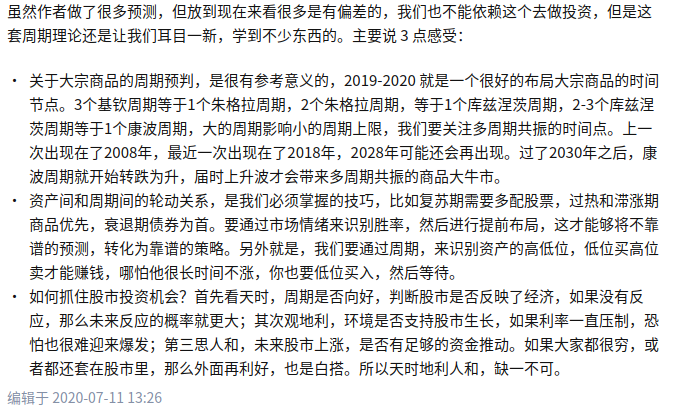 虽然作者做了很多预测，但放到现在来看很多是有偏差的，我们也不能依赖这个去做投资，但是这
套周期理论还是让我们耳目一新，学到不少东西的。主要说 3 点感受：
• 关于大宗商品的周期预判，是很有参考意义的，2019-2020 就是一个很好的布局大宗商品的时间
节点。3个基钦周期等于1个朱格拉周期，2个朱格拉周期，等于1个库兹涅茨周期，2-3个库兹涅
茨周期等于1个康波周期，大的周期影响小的周期上限，我们要关注多周期共振的时间点。上一
次出现在了2008年，最近一次出现在了2018年，2028年可能还会再出现。过了2030年之后，康
波周期就开始转跌为升，届时上升波才会带来多周期共振的商品大牛市。
• 资产间和周期间的轮动关系，是我们必须掌握的技巧，比如复苏期需要多配股票，过热和滞涨期
商品优先，衰退期债券为首。要通过市场情绪来识别胜率，然后进行提前布局，这才能够将不靠
谱的预测，转化为靠谱的策略。另外就是，我们要通过周期，来识别资产的高低位，低位买高位
卖才能赚钱，哪怕他很长时间不涨，你也要低位买入，然后等待。
• 如何抓住股市投资机会？首先看天时，周期是否向好，判断股市是否反映了经济，如果没有反
应，那么未来反应的概率就更大；其次观地利，环境是否支持股市生长，如果利率一直压制，恐
怕也很难迎来爆发；第三思人和，未来股市上涨，是否有足够的资金推动。如果大家都很穷，或
者都还套在股市里，那么外面再利好，也是白搭。所以天时地利人和，缺一不可。
编辑于 2020-07-11 13:26